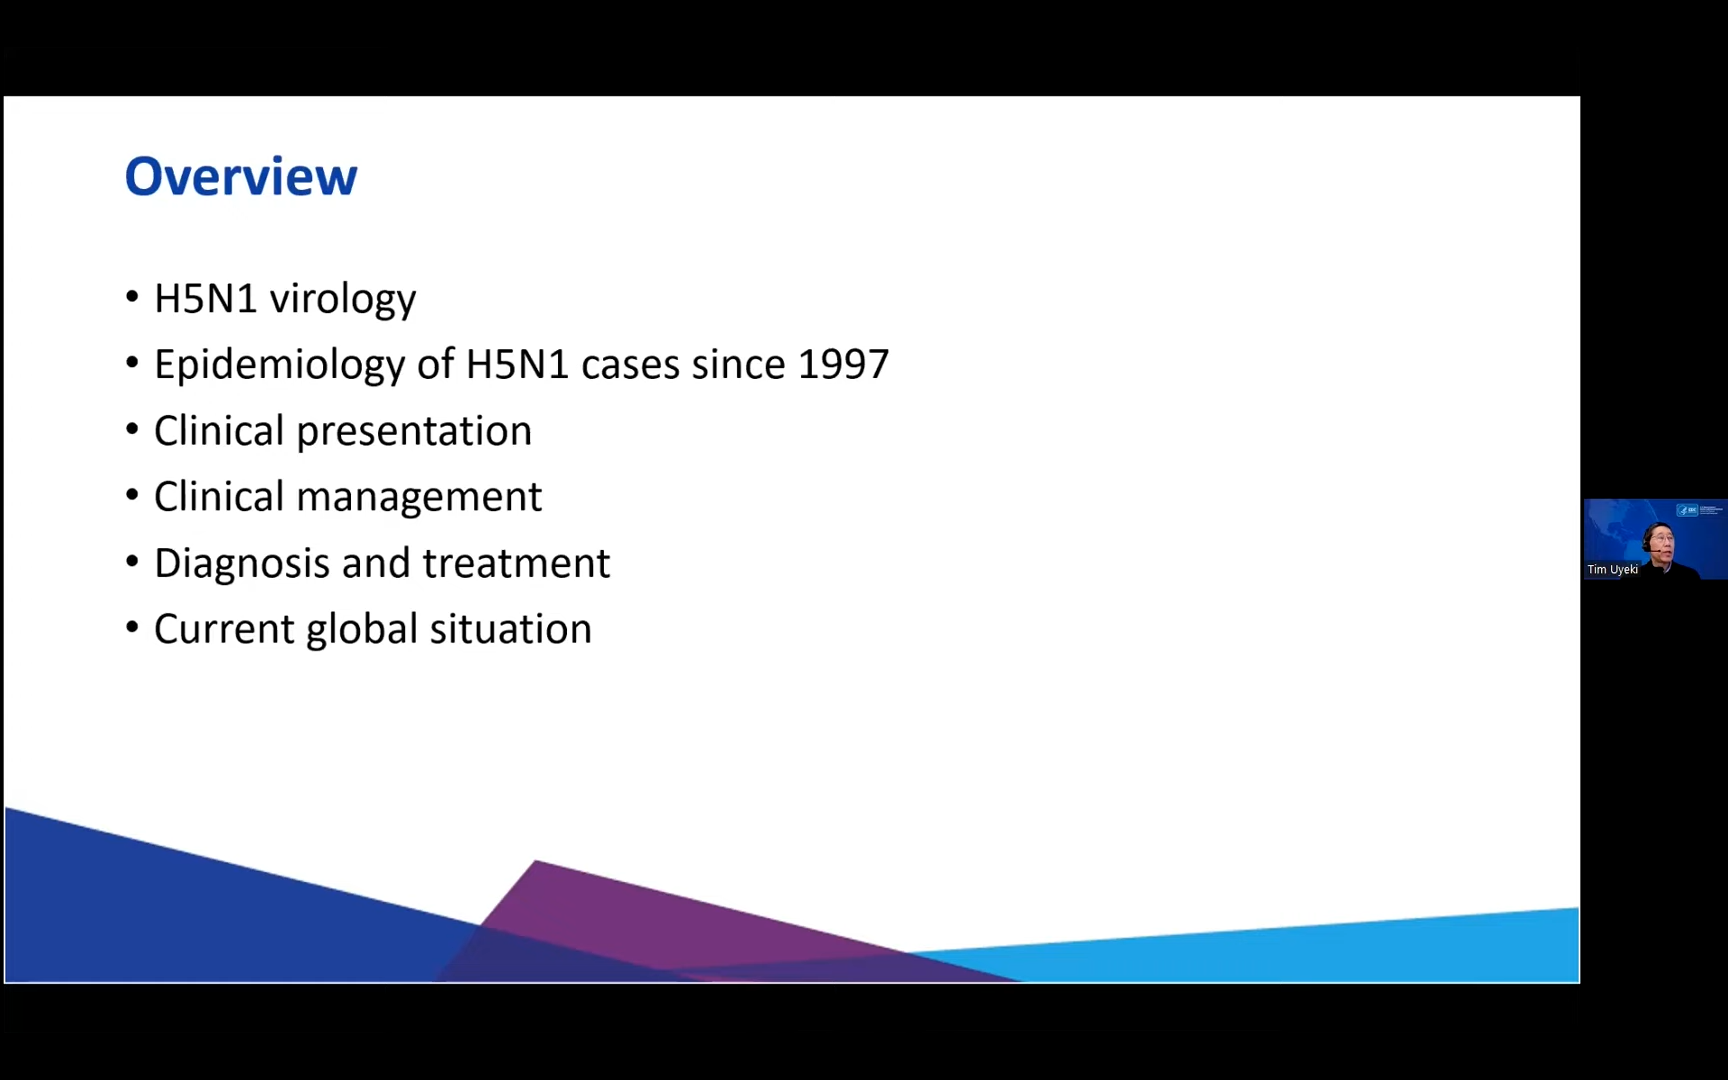 Overview
• H5N1 virology
• Epidemiology of H5N1 cases since 1997
• Clinical presentation
• Clinical management
• Diagnosis and treatment
• Current global situation
Tim Uyeki